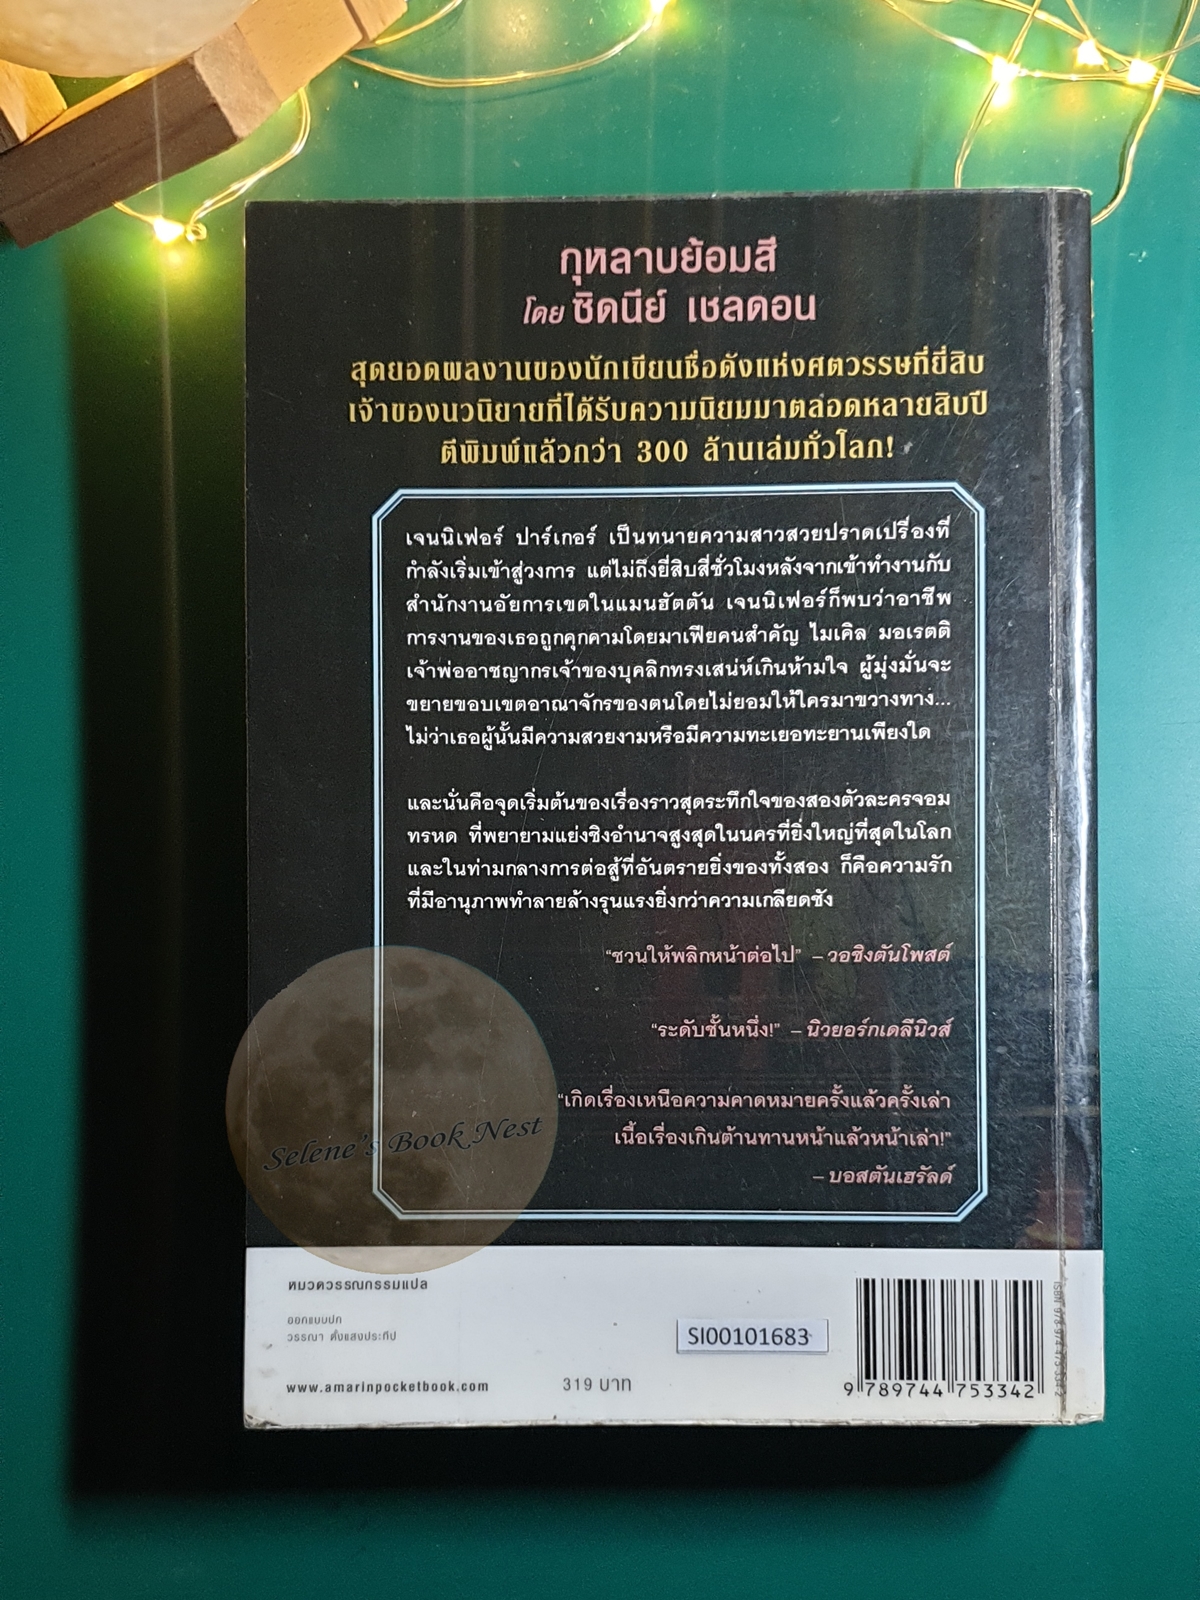 กุหลาบย้อมสี
โดย ซิดนีย์ เชลดอน
สุดยอดผลงานของนักเขียนชื่อดังแห่งศตวรรษที่ยี่สิบ
เจ้าของนวนิยายที่ได้รับความนิยมมาตลอดหลายสิบปี
ตีพิมพ์แล้วกว่า 300 ล้านเล่มทั่วโลก!
เจนนิเฟอร์ ปาร์เกอร์ เป็นทนายความสาวสวยปราดเปรื่องที่
กำลังเริ่มเข้าสู่วงการ แต่ไม่ถึงยี่สิบสี่ชั่วโมงหลังจากเข้าทำงานกับ
สำนักงานอัยการเขตในแมนฮัตตัน เจนนิเฟอร์ก็พบว่าอาชีพ
การงานของเธอถูกคุกคามโดยมาเฟียคนสำคัญ ไมเคิล มอเรตติ
เจ้าพ่ออาชญากรเจ้าของบุคลิกทรงเสน่ห์เกินห้ามใจ ผู้มุ่งมั่นจะ
ขยายขอบเขตอาณาจักรของตนโดยไม่ยอมให้ใครมาขวางทาง...
ไม่ว่าเธอผู้นั้นมีความสวยงามหรือมีความทะเยอทะยานเพียงใด
และนั่นคือจุดเริ่มต้นของเรื่องราวสุดระทึกใจของสองตัวละครจอม
ทรหด ที่พยายามแย่งชิงอำนาจสูงสุดในนครที่ยิ่งใหญ่ที่สุดในโลก
และในท่ามกลางการต่อสู้ที่อันตรายยิ่งของทั้งสอง ก็คือความรัก
ที่มีอานุภาพทำลายล้างรุนแรงยิ่งกว่าความเกลียดชัง
“ชวนให้พลิกหน้าต่อไป” – วอชิงตันโพสต์
“ระดับชั้นหนึ่ง!” – นิวยอร์กเดลีนิวส์
“เกิดเรื่องเหนือความคาดหมายครั้งแล้วครั้งเล่า
เนื้อเรื่องเกินต้านทานหน้าแล้วหน้าเล่า!”
– บอสตันเฮรัลด์
Selene's Book Nest
หมวดวรรณกรรมแปล
ออกแบบปก
วรรณา ตั้งแสงประทีป
www.amarinpocketbook.com
319 บาท
SI00101683
9 789744 753342
ISBN 978-974-475-334-2